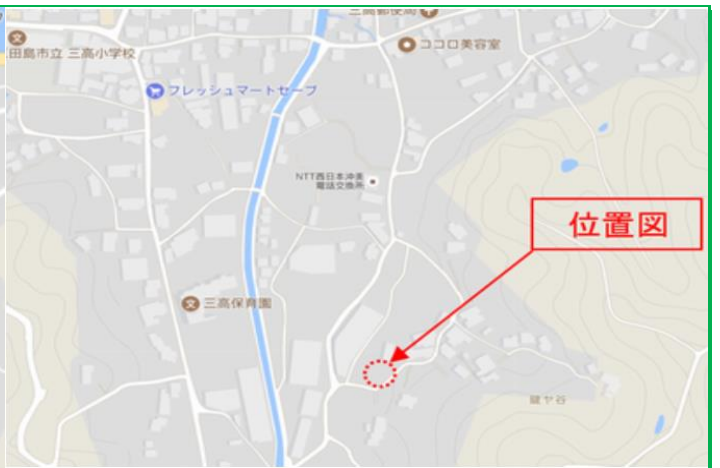 三高郵便局
田島市立 三高小学校
ココロ美容室
フレッシュマートセーブ
NTT西日本沖美
電話交換所
位置図
三高保育園
鍵ヤ谷